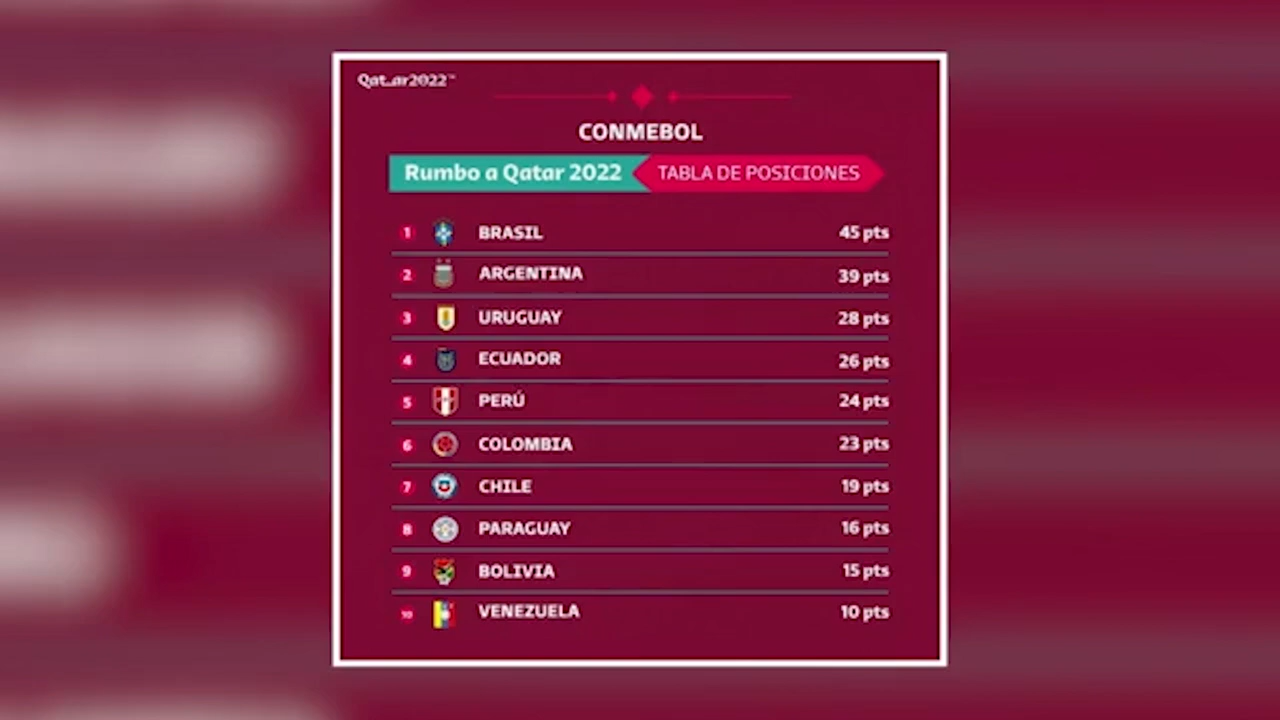 Qat_ar2022™
CONMEBOL
Rumbo a Qatar 2022 TABLA DE POSICIONES
1 BRASIL 45 pts
2 ARGENTINA 39 pts
3 URUGUAY 28 pts
4 ECUADOR 26 pts
5 PERÚ 24 pts
6 COLOMBIA 23 pts
7 CHILE 19 pts
8 PARAGUAY 16 pts
9 BOLIVIA 15 pts
10 VENEZUELA 10 pts